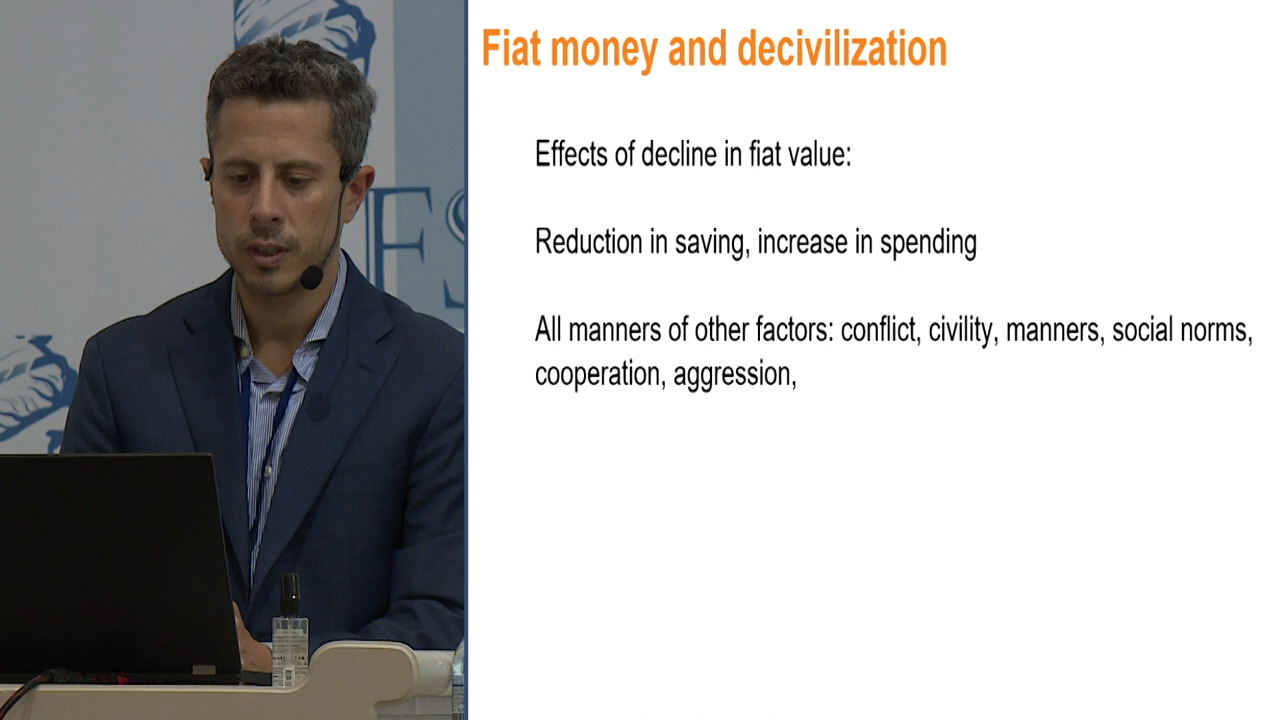 Fiat money and decivilization
Effects of decline in fiat value:
Reduction in saving, increase in spending
All manners of other factors: conflict, civility, manners, social norms,
cooperation, aggression,